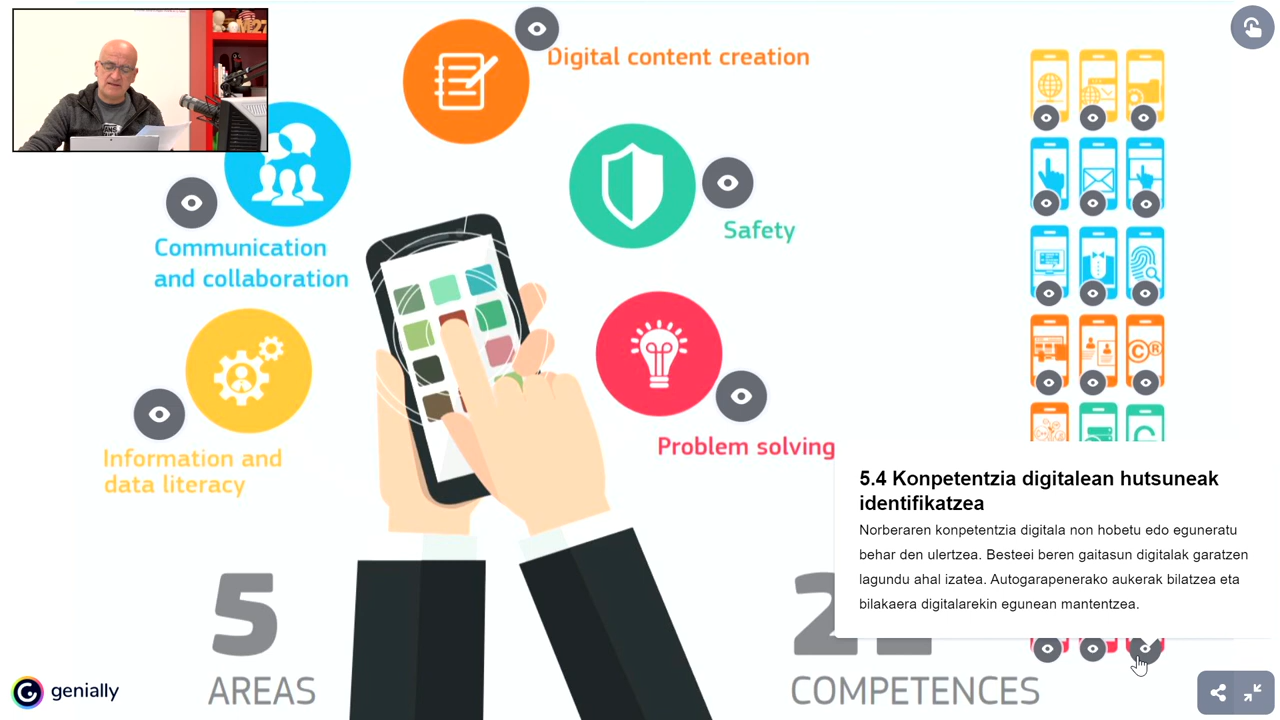 Digital content creation
Safety
Communication
and collaboration
Information and
data literacy
Problem solving
5.4 Konpetentzia digitalean hutsuneak
identifikatzea
Norberaren konpetentzia digitala non hobetu edo eguneratu
behar den ulertzea. Besteei beren gaitasun digitalak garatzen
lagundu ahal izatea. Autogarapenerako aukerak bilatzea eta
bilakaera digitalarekin egunean mantentzea.
5
AREAS
COMPETENCES
genially